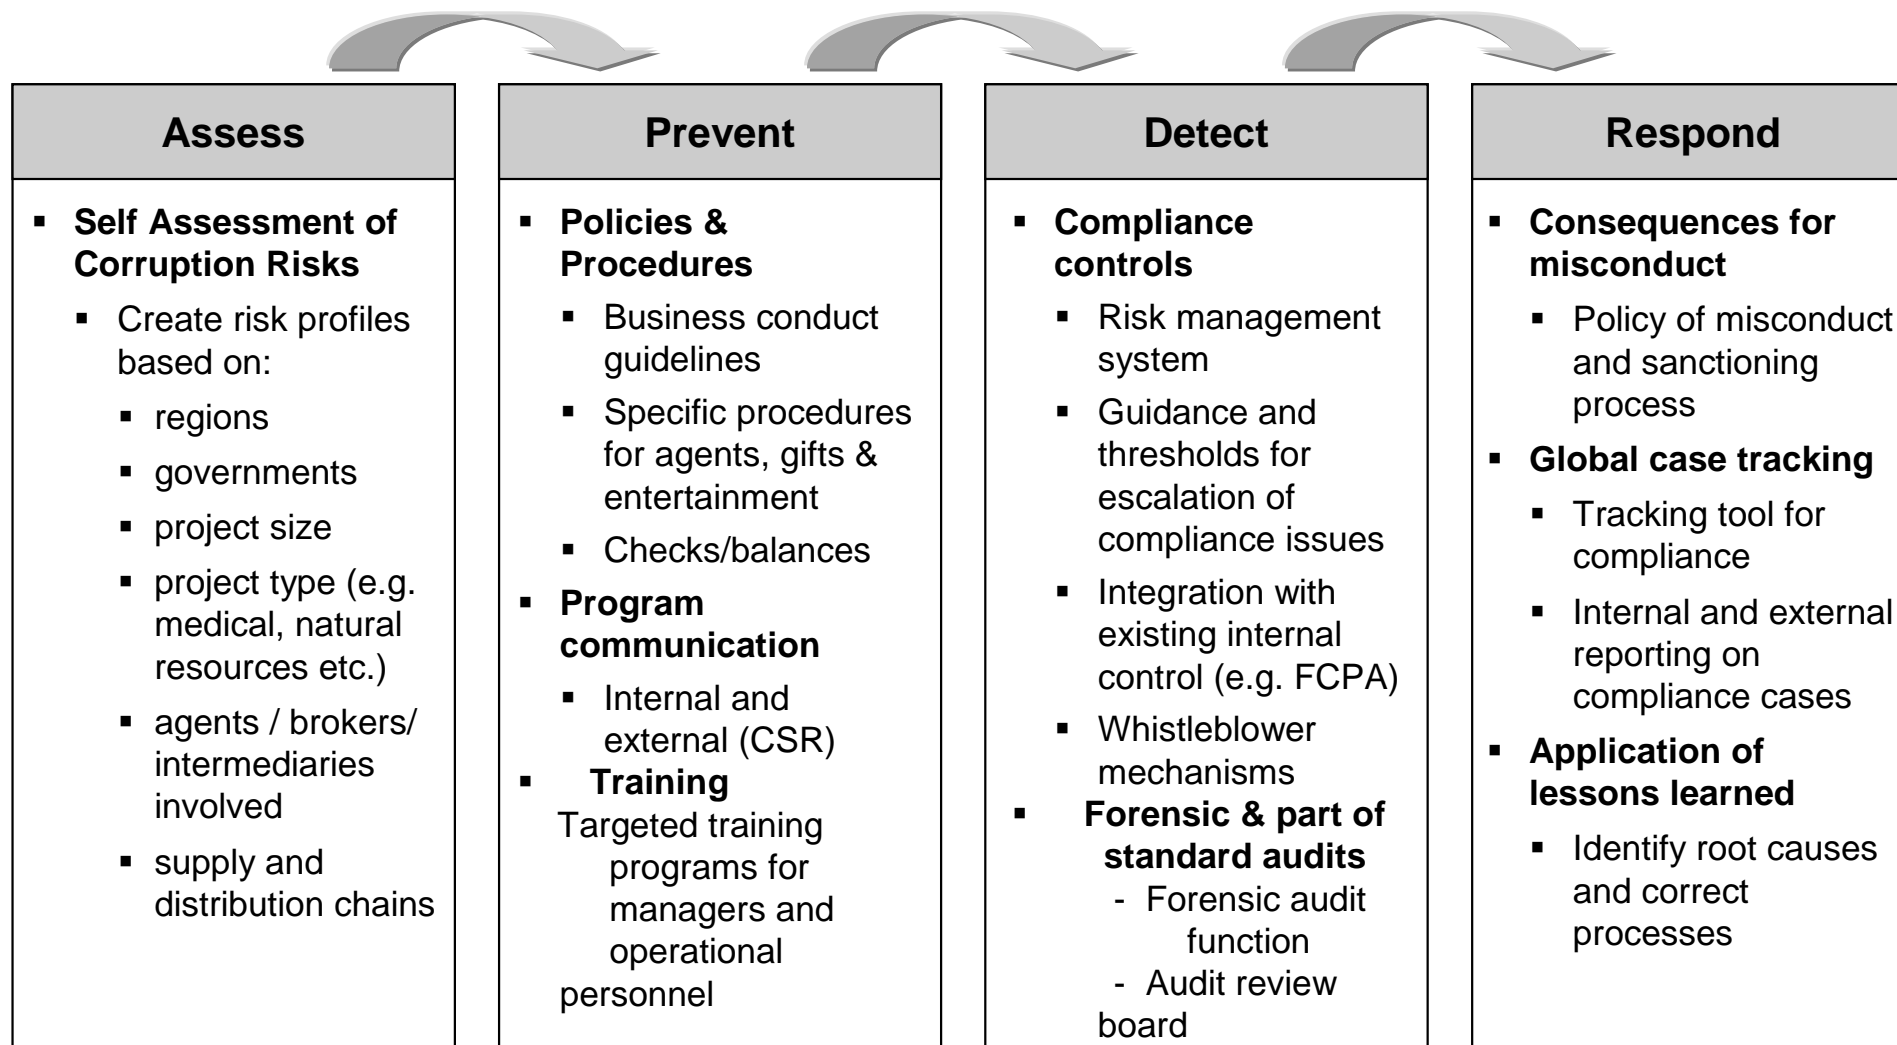 Assess
▪ Self Assessment of
Corruption Risks
▪ Create risk profiles
based on:
▪ regions
▪ governments
▪ project size
▪ project type (e.g.
medical, natural
resources etc.)
▪ agents / brokers/
intermediaries
involved
▪ supply and
distribution chains
Prevent
▪ Policies &
Procedures
▪ Business conduct
guidelines
▪ Specific procedures
for agents, gifts &
entertainment
▪ Checks/balances
▪ Program
communication
▪ Internal and
external (CSR)
▪ Training
Targeted training
programs for
managers and
operational
personnel
Detect
▪ Compliance
controls
▪ Risk management
system
▪ Guidance and
thresholds for
escalation of
compliance issues
▪ Integration with
existing internal
control (e.g. FCPA)
▪ Whistleblower
mechanisms
▪ Forensic & part of
standard audits
- Forensic audit
function
- Audit review
board
Respond
▪ Consequences for
misconduct
▪ Policy of misconduct
and sanctioning
process
▪ Global case tracking
▪ Tracking tool for
compliance
▪ Internal and external
reporting on
compliance cases
▪ Application of
lessons learned
▪ Identify root causes
and correct
processes